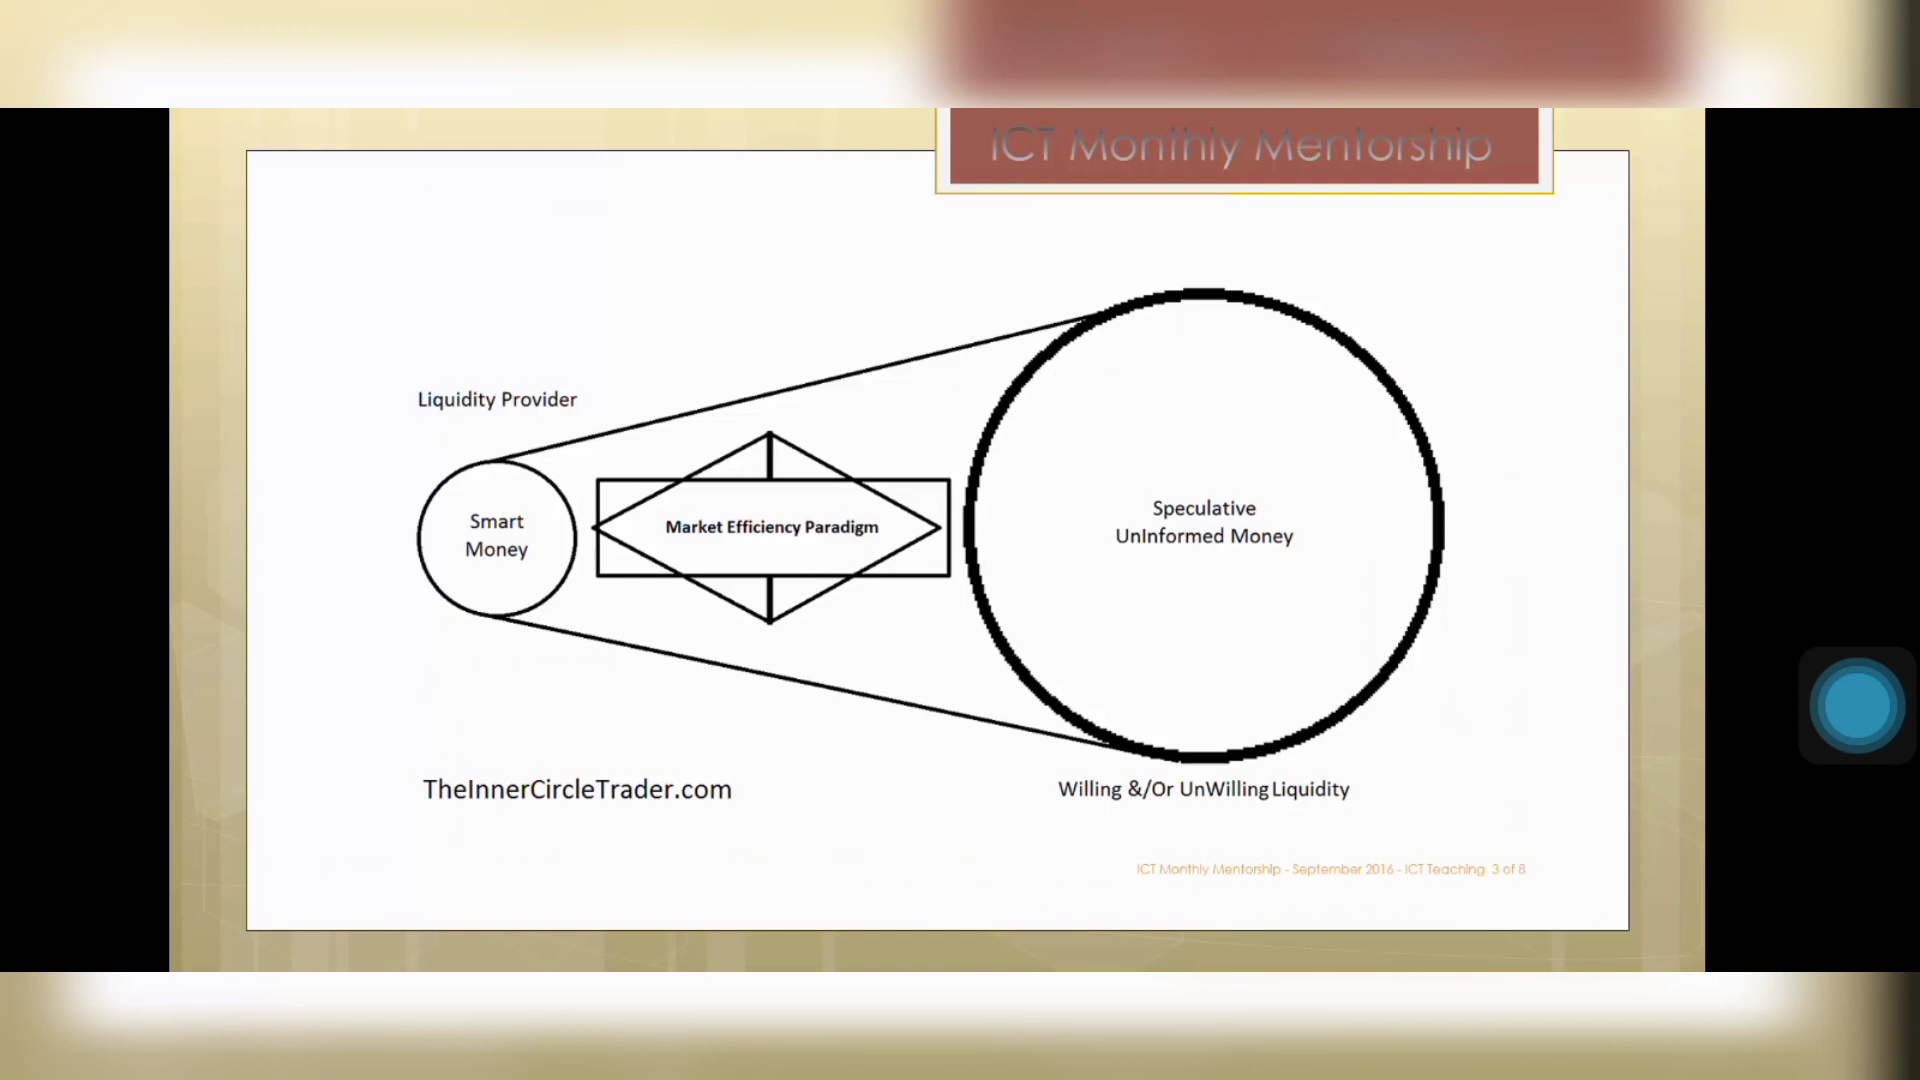 ICT Monthly Mentorship
Liquidity Provider
Smart
Money
Market Efficiency Paradigm
Speculative
UnInformed Money
TheInnerCircleTrader.com
Willing &/Or UnWilling Liquidity
ICT Monthly Mentorship - September 2016 - ICT Teaching 3 of 8